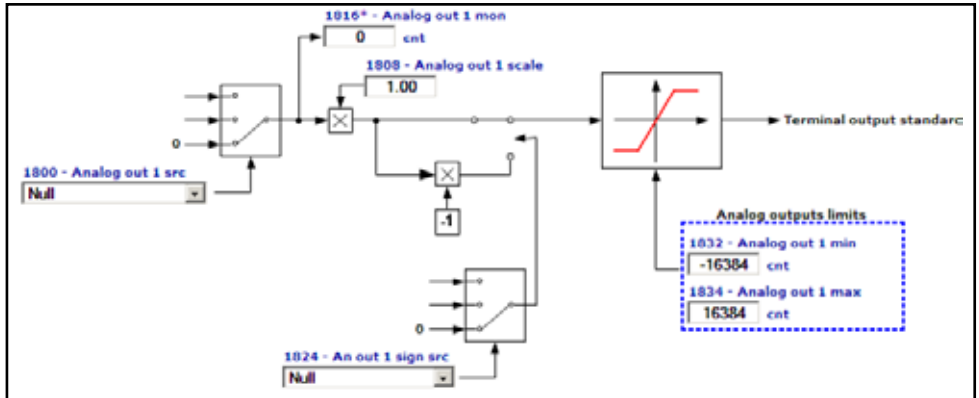 1816* - Analog out 1 mon
0 cnt
1808 - Analog out 1 scale
1.00
0
Terminal output standarc
1800 - Analog out 1 src
Null
-1
Analog outputs limits
1832 - Analog out 1 min
-16384 cnt
1834 - Analog out 1 max
16384 cnt
0
1824 - An out 1 sign src
Null